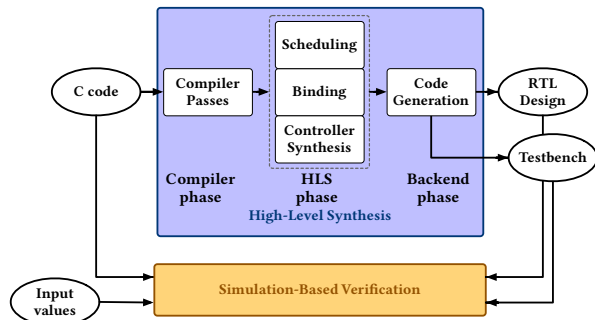 Scheduling
C code
Compiler
Passes
Binding
Code
Generation
RTL
Design
Controller
Synthesis
Testbench
Compiler
phase
HLS
phase
Backend
phase
High-Level Synthesis
Simulation-Based Verification
Input
values